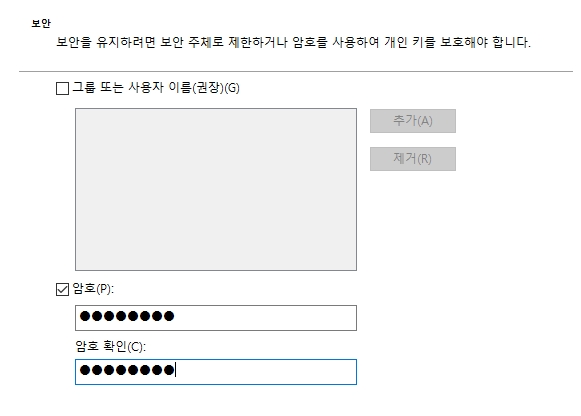 보안
보안을 유지하려면 보안 주체로 제한하거나 암호를 사용하여 개인 키를 보호해야 합니다.
그룹 또는 사용자 이름(권장)(G)
추가(A)
제거(R)
암호(P):
●●●●●●●●
암호 확인(C):
●●●●●●●●